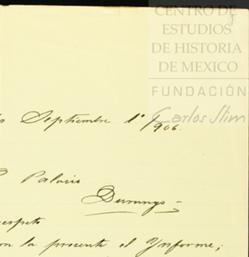 CENTRO DE
ESTUDIOS
DE HISTORIA
DE MEXICO
FUNDACIÓN
Carlos Slim
Septiembre 1º/906.
Palacio
Durango
respeto
la presente el Ynforme;